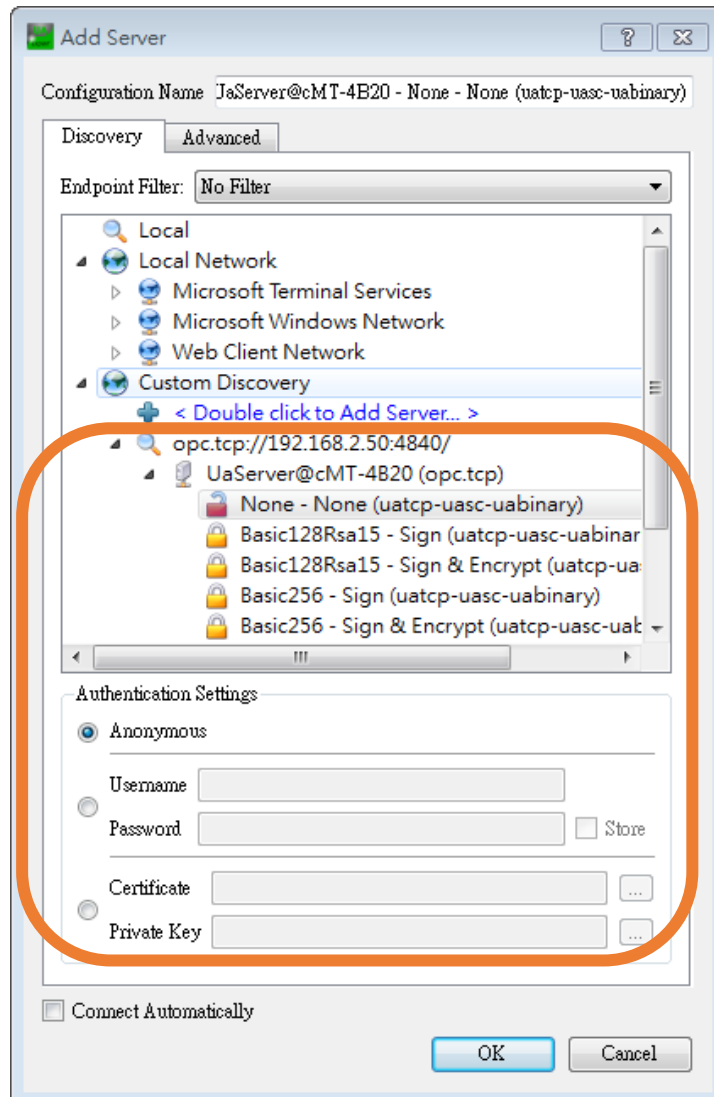 Add Server
Configuration Name JaServer@cMT-4B20 - None - None (uatcp-uasc-uabinary)
Discovery Advanced
Endpoint Filter: No Filter
Local
Local Network
Microsoft Terminal Services
Microsoft Windows Network
Web Client Network
Custom Discovery
< Double click to Add Server... >
opc.tcp://192.168.2.50:4840/
UaServer@cMT-4B20 (opc.tcp)
None - None (uatcp-uasc-uabinary)
Basic128Rsa15 - Sign (uatcp-uasc-uabinar
Basic128Rsa15 - Sign & Encrypt (uatcp-ua
Basic256 - Sign (uatcp-uasc-uabinary)
Basic256 - Sign & Encrypt (uatcp-uasc-uab
Authentication Settings
Anonymous
Username
Password Store
Certificate ...
Private Key ...
Connect Automatically
OK Cancel